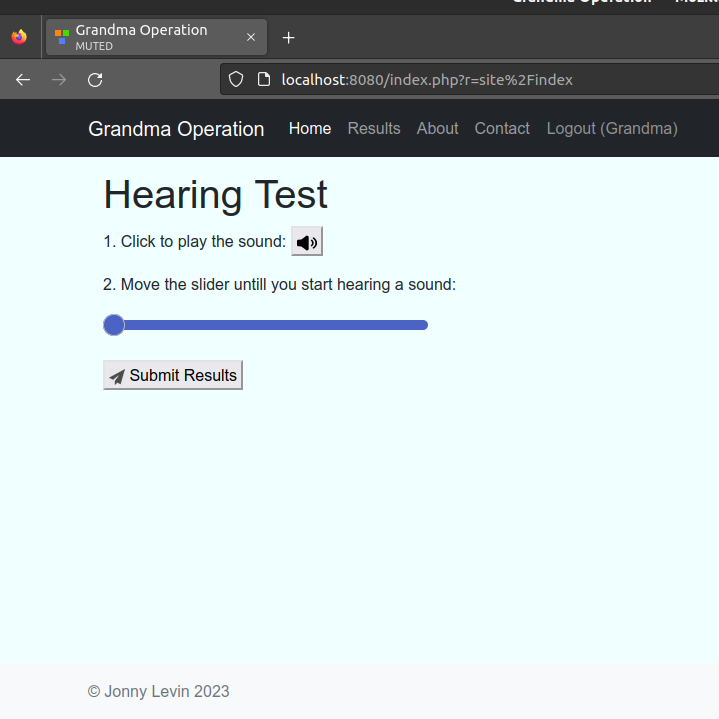 Grandma Operation
Grandma Operation
MUTED
localhost:8080/index.php?r=site%2Findex
Grandma Operation Home Results About Contact Logout (Grandma)
Hearing Test
1. Click to play the sound:
2. Move the slider untill you start hearing a sound:
Submit Results
© Jonny Levin 2023